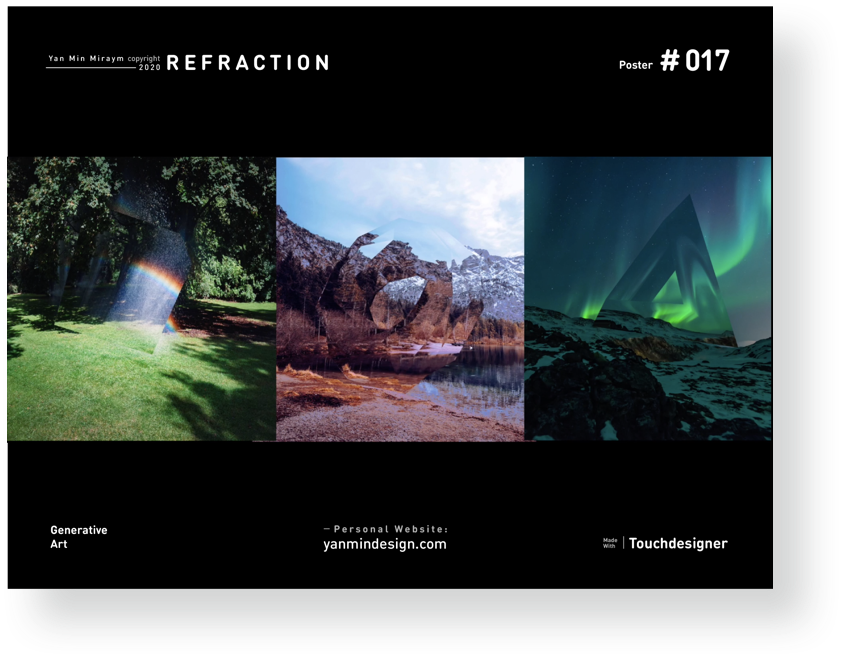 Yan Min Miraym copyright
2020
REFRACTION
Poster #017
Generative
Art
— Personal Website:
yanmindesign.com
Made
With
Touchdesigner